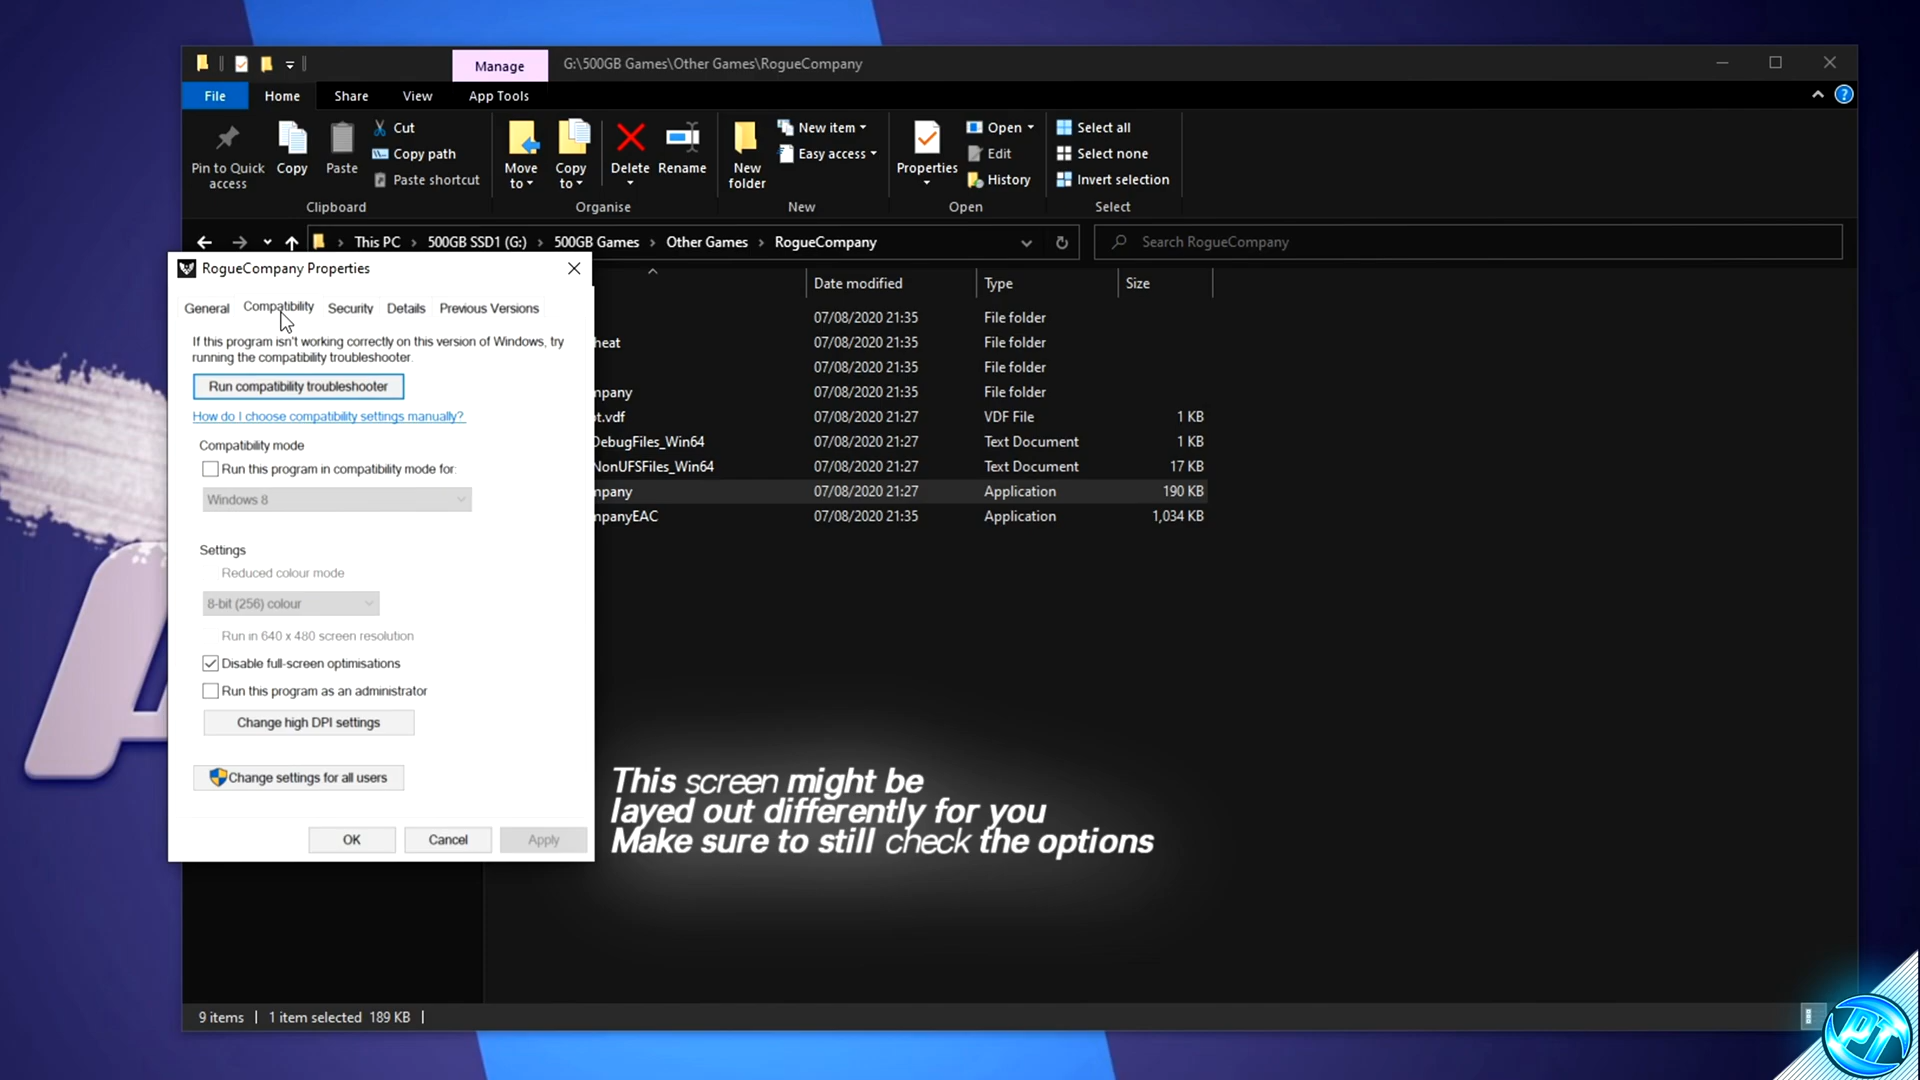 Manage
G:\500GB Games\Other Games\RogueCompany
File
Home
Share
View
App Tools
Pin to Quick
access
Copy
Paste
Cut
Copy path
Paste shortcut
Clipboard
Move
to
Copy
to
Delete
Rename
Organise
New
folder
New item
Easy access
New
Properties
Open
Edit
History
Open
Select all
Select none
Invert selection
Select
This PC
500GB SSD1 (G:)
500GB Games
Other Games
RogueCompany
Search RogueCompany
Date modified
Type
Size
07/08/2020 21:35 File folder
heat 07/08/2020 21:35 File folder
07/08/2020 21:35 File folder
mpany 07/08/2020 21:35 File folder
t.vdf 07/08/2020 21:27 VDF File 1 KB
DebugFiles_Win64 07/08/2020 21:27 Text Document 1 KB
NonUFSFiles_Win64 07/08/2020 21:27 Text Document 17 KB
mpany 07/08/2020 21:27 Application 190 KB
mpanyEAC 07/08/2020 21:35 Application 1,034 KB
RogueCompany Properties
General
Compatibility
Security
Details
Previous Versions
If this program isn't working correctly on this version of Windows, try
running the compatibility troubleshooter.
Run compatibility troubleshooter
How do I choose compatibility settings manually?
Compatibility mode
Run this program in compatibility mode for:
Windows 8
Settings
Reduced colour mode
8-bit (256) colour
Run in 640 x 480 screen resolution
Disable full-screen optimisations
Run this program as an administrator
Change high DPI settings
Change settings for all users
OK
Cancel
Apply
This screen might be
layed out differently for you
Make sure to still check the options
9 items
1 item selected 189 KB
PT